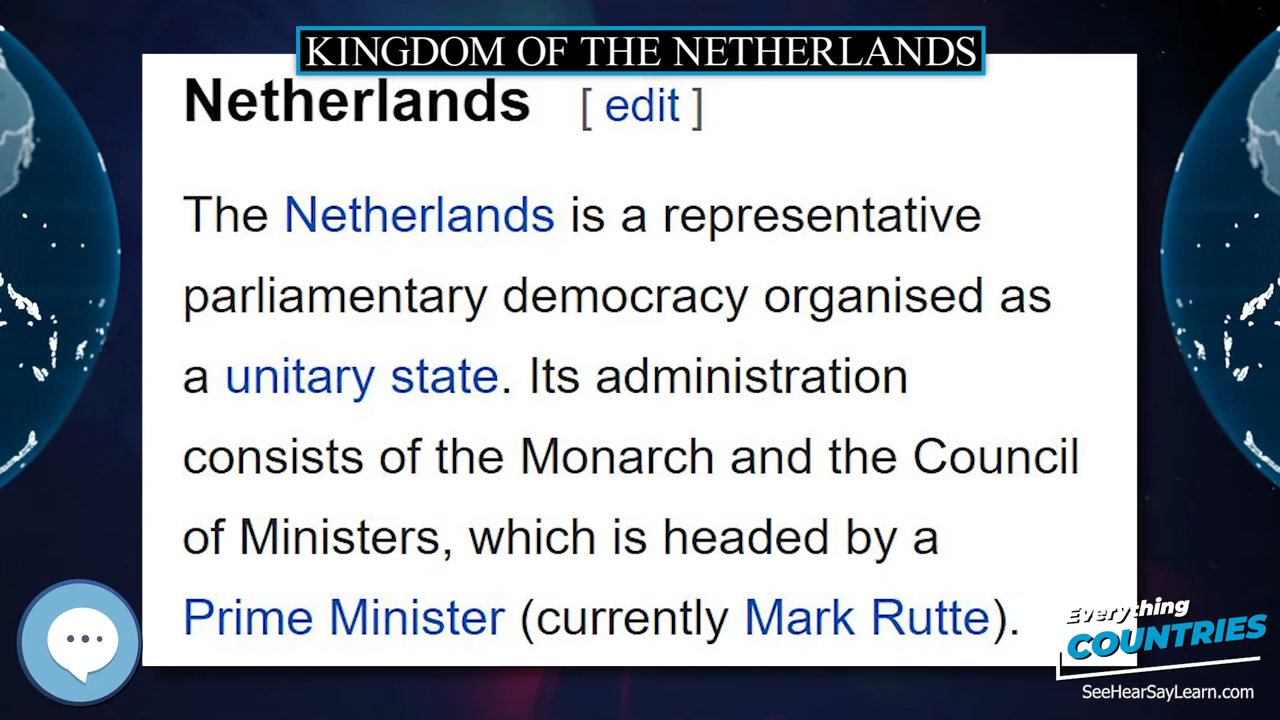 KINGDOM OF THE NETHERLANDS
Netherlands [ edit ]
The Netherlands is a representative
parliamentary democracy organised as
a unitary state. Its administration
consists of the Monarch and the Council
of Ministers, which is headed by a
Prime Minister (currently Mark Rutte).
Everything
COUNTRIES
SeeHearSayLearn.com